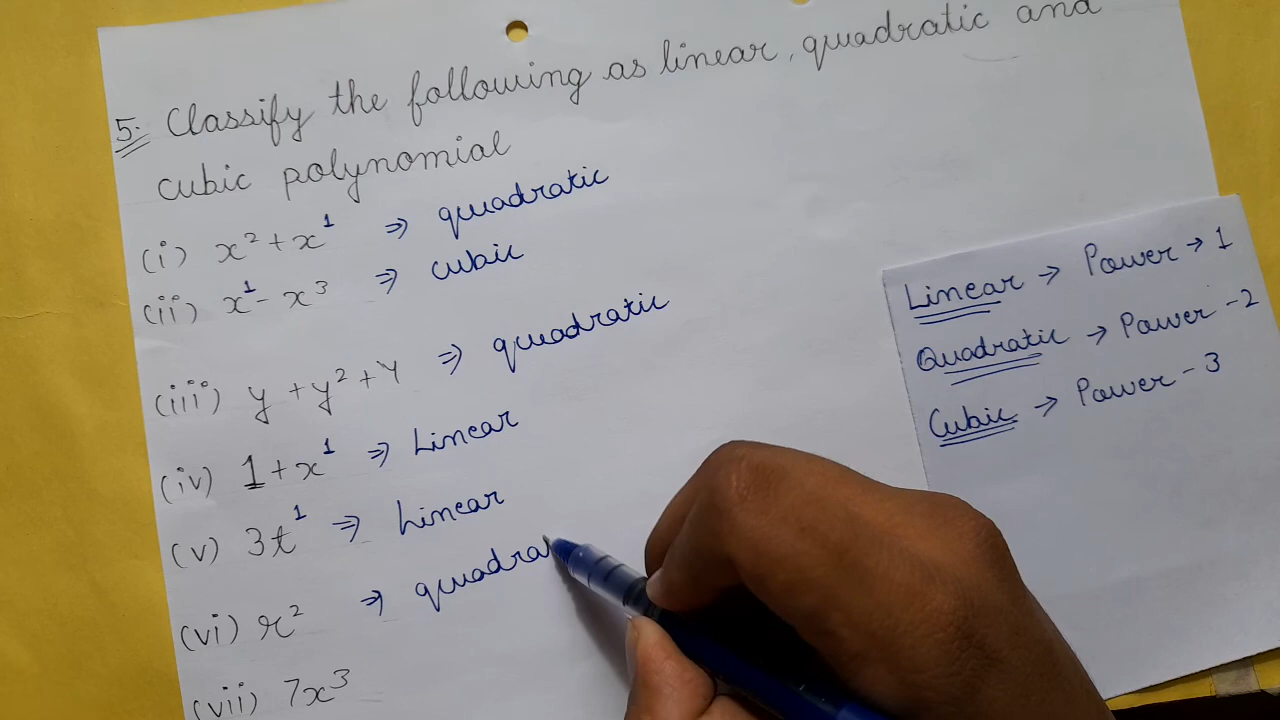 5. Classify the following as linear, quadratic and
cubic polynomial
(i) x² + x¹ ⇒ quadratic
(ii) x¹ - x³ ⇒ cubic
(iii) y + y² + 4 ⇒ quadratic
(iv) 1 + x¹ ⇒ Linear
(v) 3t¹ ⇒ Linear
(vi) r² ⇒ quadra
(vii) 7x³
Linear → Power → 1
Quadratic → Power - 2
Cubic → Power - 3